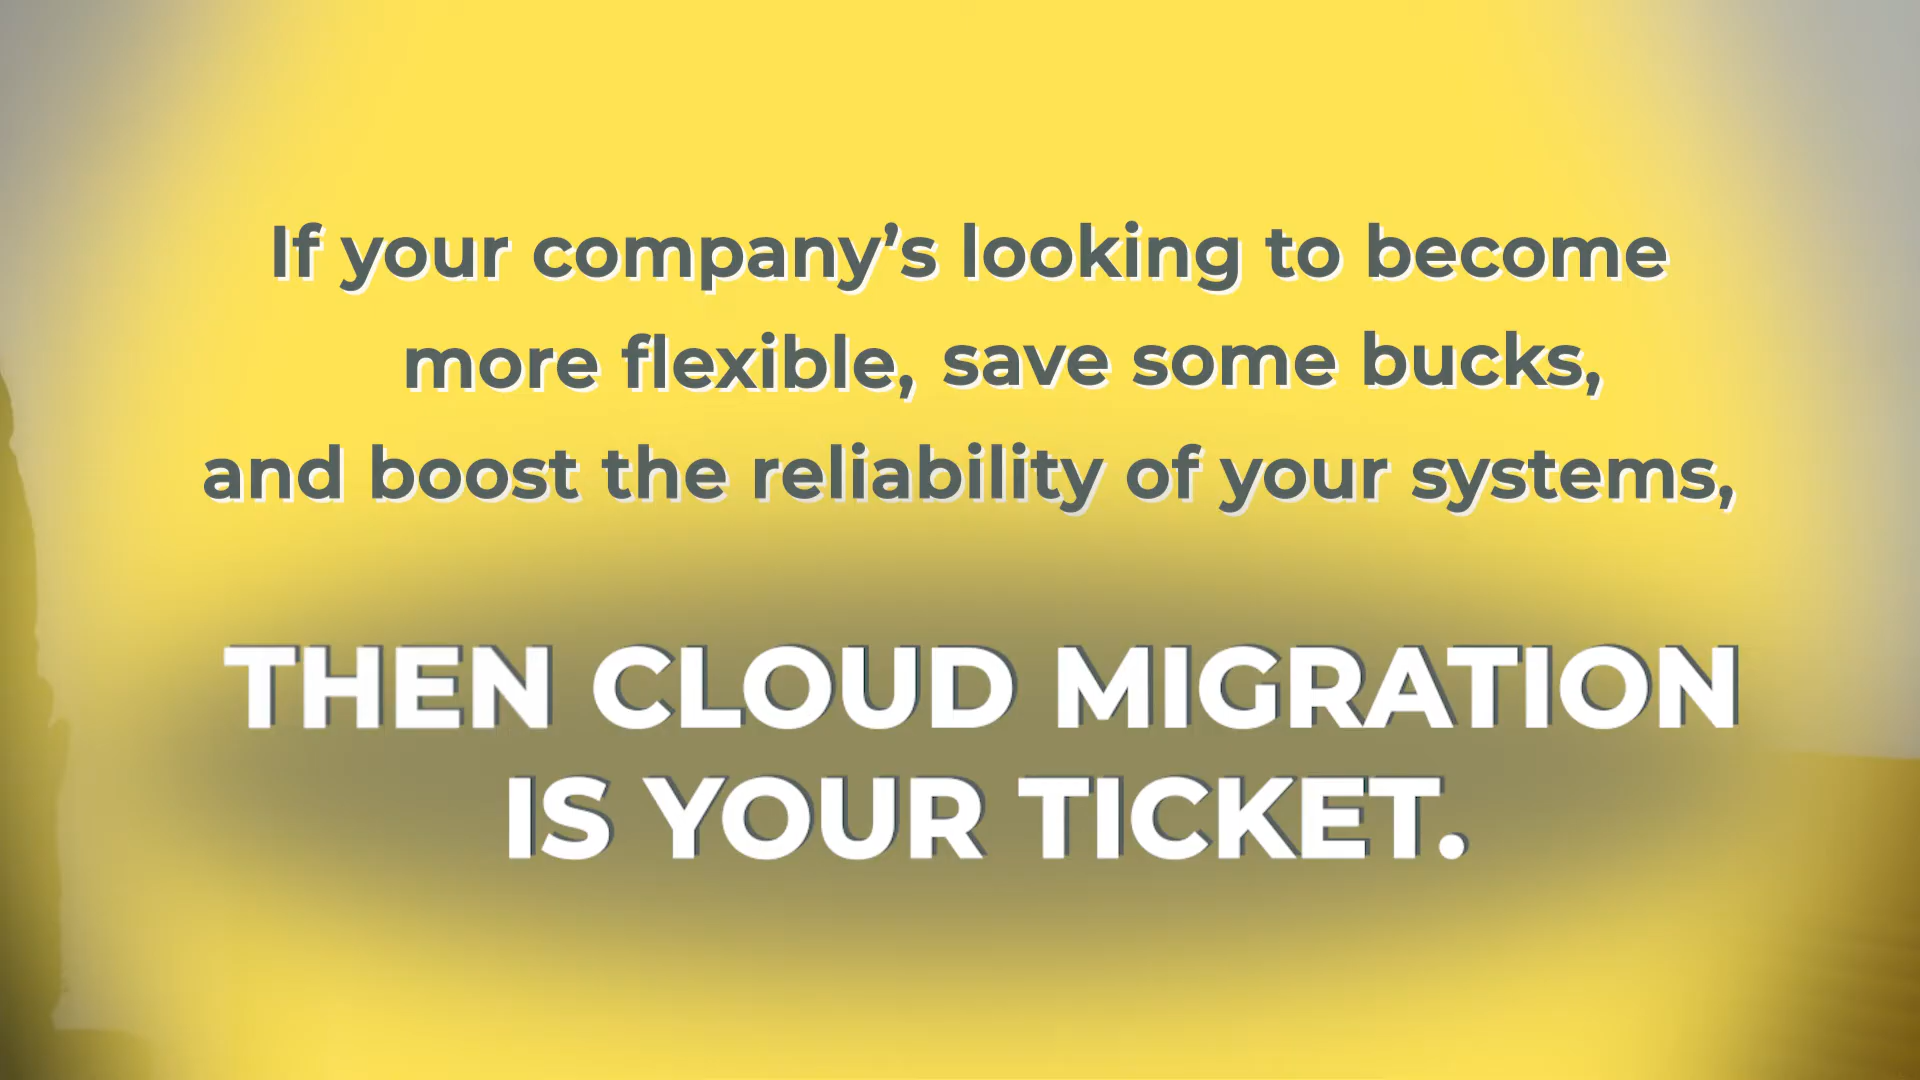 If your company’s looking to become
more flexible, save some bucks,
and boost the reliability of your systems,
THEN CLOUD MIGRATION
IS YOUR TICKET.